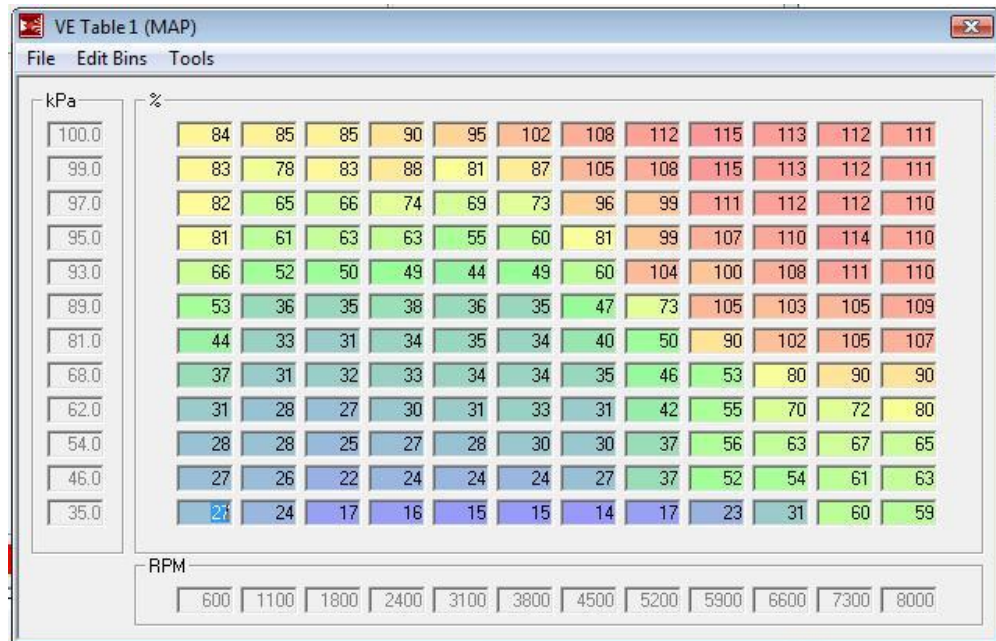 VE Table 1 (MAP)
File Edit Bins Tools
kPa %
100.0 84 85 85 90 95 102 108 112 115 113 112 111
99.0 83 78 83 88 81 87 105 108 115 113 112 111
97.0 82 65 66 74 69 73 96 99 111 112 112 110
95.0 81 61 63 63 55 60 81 99 107 110 114 110
93.0 66 52 50 49 44 49 60 104 100 108 111 110
89.0 53 36 35 38 36 35 47 73 105 103 105 109
81.0 44 33 31 34 35 34 40 50 90 102 105 107
68.0 37 31 32 33 34 34 35 46 53 80 90 90
62.0 31 28 27 30 31 33 31 42 55 70 72 80
54.0 28 28 25 27 28 30 30 37 56 63 67 65
46.0 27 26 22 24 24 24 27 37 52 54 61 63
35.0 27 24 17 16 15 15 14 17 23 31 60 59
RPM
600 1100 1800 2400 3100 3800 4500 5200 5900 6600 7300 8000